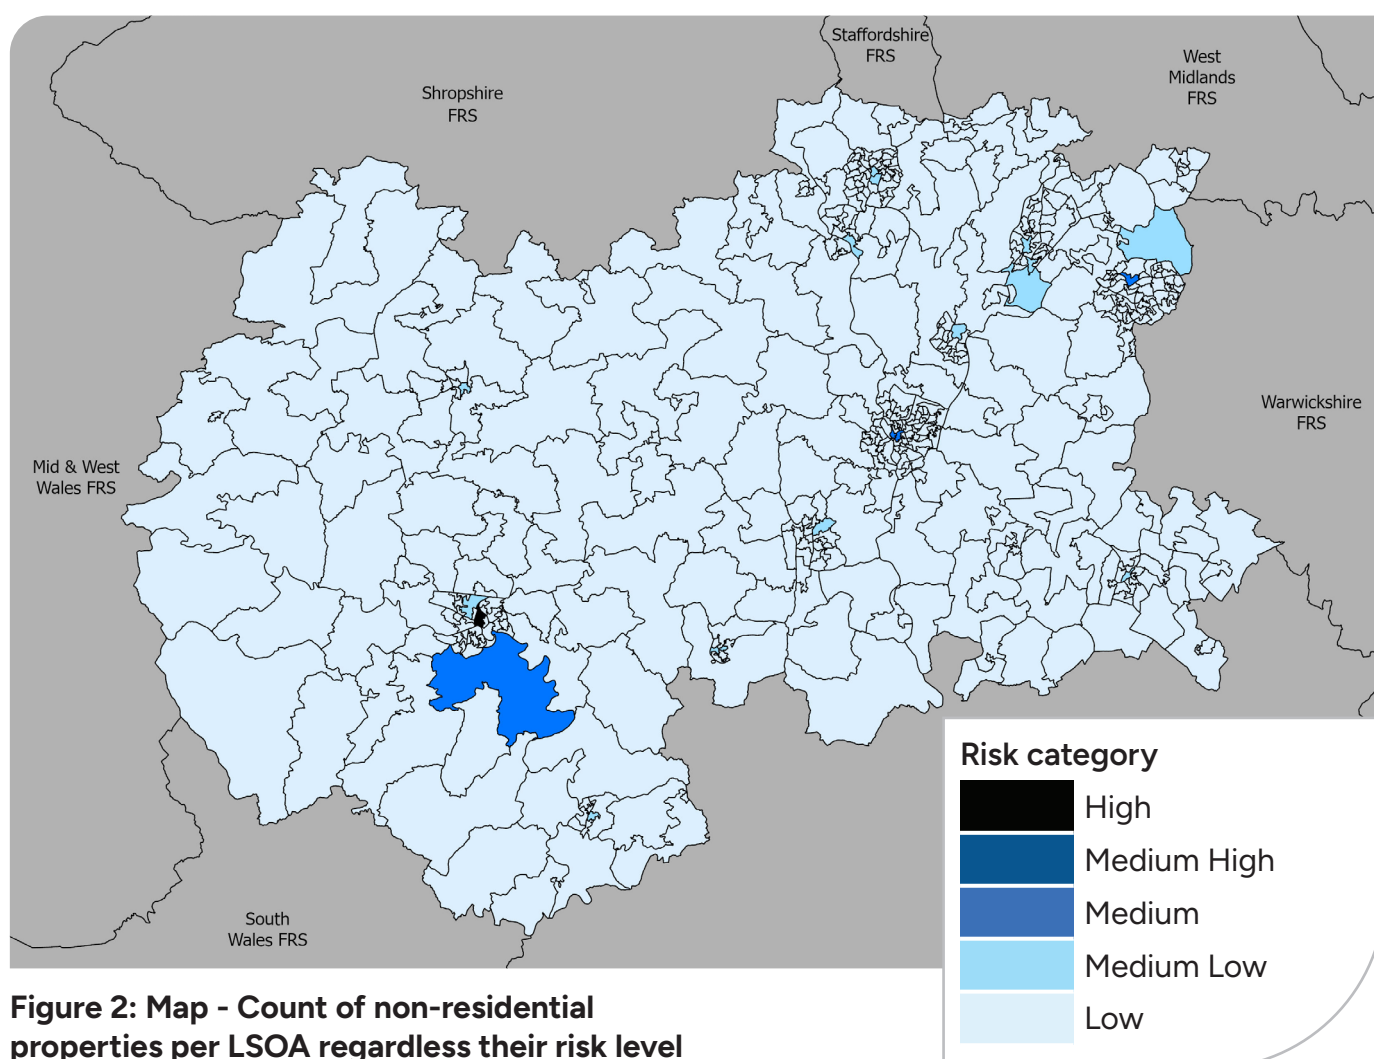 Staffordshire
FRS
West
Midlands
FRS
Shropshire
FRS
Warwickshire
FRS
Mid & West
Wales FRS
South
Wales FRS
Risk category
High
Medium High
Medium
Medium Low
Low
Figure 2: Map - Count of non-residential
properties per LSOA regardless their risk level